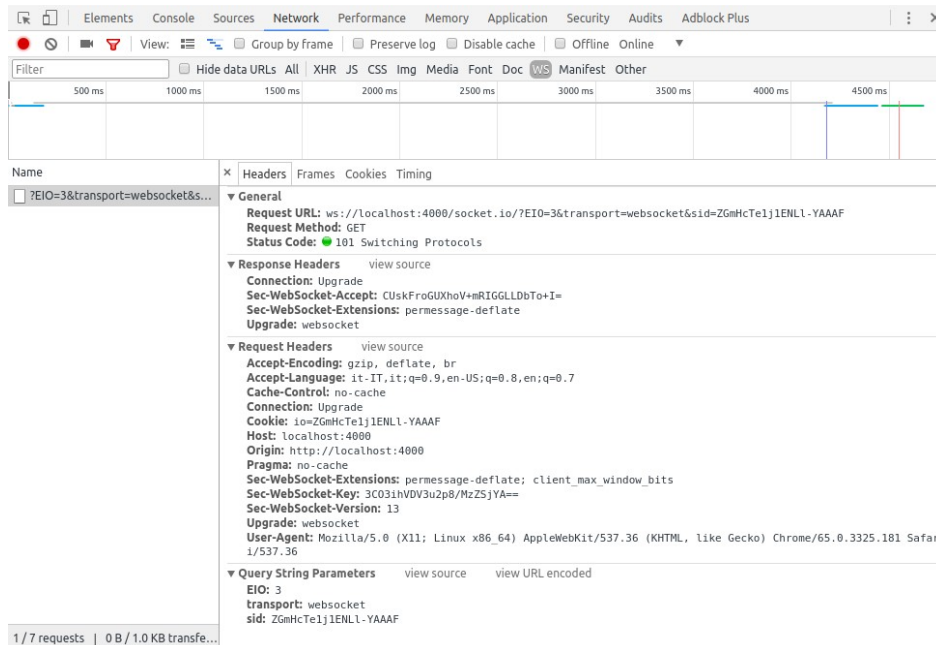 Elements Console Sources Network Performance Memory Application Security Audits Adblock Plus
View: Group by frame Preserve log Disable cache Offline Online
Filter Hide data URLs All XHR JS CSS Img Media Font Doc WS Manifest Other
500 ms 1000 ms 1500 ms 2000 ms 2500 ms 3000 ms 3500 ms 4000 ms 4500 ms
Name
?EIO=3&transport=websocket&s...
× Headers Frames Cookies Timing
▼ General
Request URL: ws://localhost:4000/socket.io/?EIO=3&transport=websocket&sid=ZGmHcTe1j1ENLl-YAAAF
Request Method: GET
Status Code: 101 Switching Protocols
▼ Response Headers view source
Connection: Upgrade
Sec-WebSocket-Accept: CUskFroGUXhoV+mRIGGLLDbTo+I=
Sec-WebSocket-Extensions: permessage-deflate
Upgrade: websocket
▼ Request Headers view source
Accept-Encoding: gzip, deflate, br
Accept-Language: it-IT,it;q=0.9,en-US;q=0.8,en;q=0.7
Cache-Control: no-cache
Connection: Upgrade
Cookie: io=ZGmHcTe1j1ENLl-YAAAF
Host: localhost:4000
Origin: http://localhost:4000
Pragma: no-cache
Sec-WebSocket-Extensions: permessage-deflate; client_max_window_bits
Sec-WebSocket-Key: 3CO3ihVDV3u2p8/MzZSjYA==
Sec-WebSocket-Version: 13
Upgrade: websocket
User-Agent: Mozilla/5.0 (X11; Linux x86_64) AppleWebKit/537.36 (KHTML, like Gecko) Chrome/65.0.3325.181 Safar
i/537.36
▼ Query String Parameters view source view URL encoded
EIO: 3
transport: websocket
sid: ZGmHcTe1j1ENLl-YAAAF
1 / 7 requests | 0 B / 1.0 KB transfe...